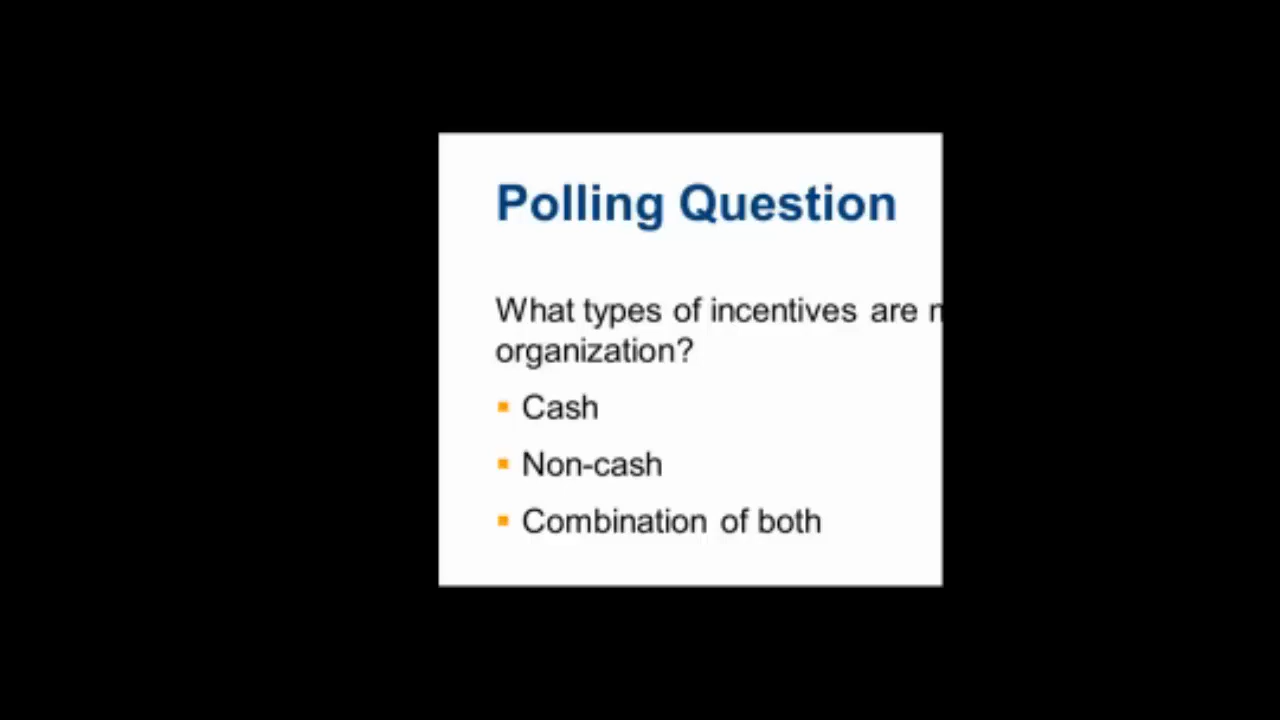 Polling Question
What types of incentives are
organization?
Cash
Non-cash
Combination of both